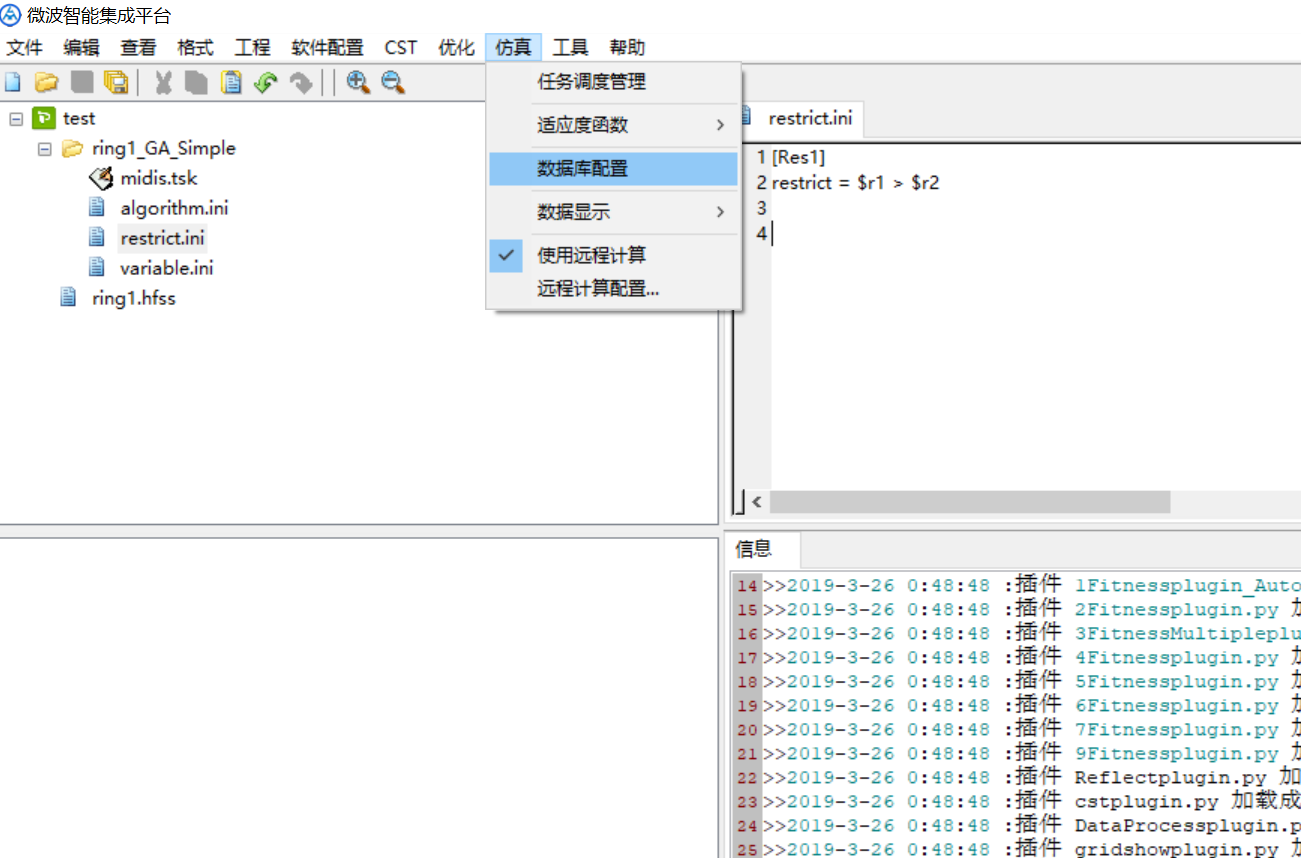 微波智能集成平台
文件 编辑 查看 格式 工程 软件配置 CST 优化 仿真 工具 帮助
任务调度管理
适应度函数
数据库配置
数据显示
使用远程计算
远程计算配置...
test
ring1_GA_Simple
midis.tsk
algorithm.ini
restrict.ini
variable.ini
ring1.hfss
restrict.ini
1 [Res1]
2 restrict = $r1 > $r2
3
4
信息
14 >>2019-3-26 0:48:48 :插件 1Fitnessplugin_Auto
15 >>2019-3-26 0:48:48 :插件 2Fitnessplugin.py 加
16 >>2019-3-26 0:48:48 :插件 3FitnessMultipleplu
17 >>2019-3-26 0:48:48 :插件 4Fitnessplugin.py 加
18 >>2019-3-26 0:48:48 :插件 5Fitnessplugin.py 加
19 >>2019-3-26 0:48:48 :插件 6Fitnessplugin.py 加
20 >>2019-3-26 0:48:48 :插件 7Fitnessplugin.py 加
21 >>2019-3-26 0:48:48 :插件 9Fitnessplugin.py 加
22 >>2019-3-26 0:48:48 :插件 Reflectplugin.py 加
23 >>2019-3-26 0:48:48 :插件 cstplugin.py 加载成
24 >>2019-3-26 0:48:48 :插件 DataProcessplugin.p
25 >>2019-3-26 0:48:48 :插件 gridshowplugin.py 加